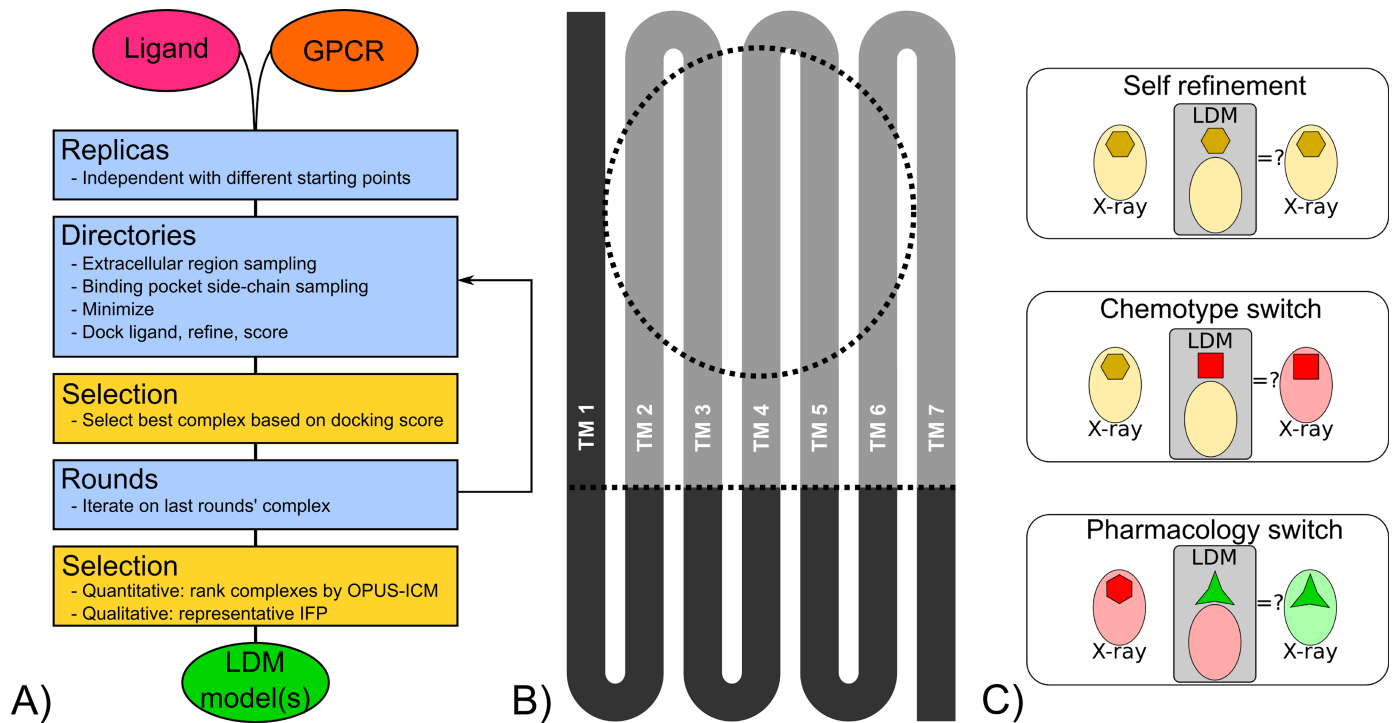 Ligand
GPCR
Replicas
- Independent with different starting points
Directories
- Extracellular region sampling
- Binding pocket side-chain sampling
- Minimize
- Dock ligand, refine, score
Selection
- Select best complex based on docking score
Rounds
- Iterate on last rounds' complex
Selection
- Quantitative: rank complexes by OPUS-ICM
- Qualitative: representative IFP
LDM
model(s)
A)
TM 1
TM 2
TM 3
TM 4
TM 5
TM 6
TM 7
B)
Self refinement
LDM
=?
X-ray
X-ray
Chemotype switch
LDM
=?
X-ray
X-ray
Pharmacology switch
LDM
=?
X-ray
X-ray
C)